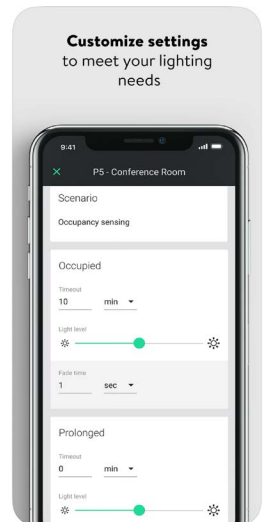 Customize settings
to meet your lighting
needs
9:41
P5 - Conference Room
Scenario
Occupancy sensing
Occupied
Timeout
10 min
Light level
Fade time
1 sec
Prolonged
Timeout
0 min
Light level